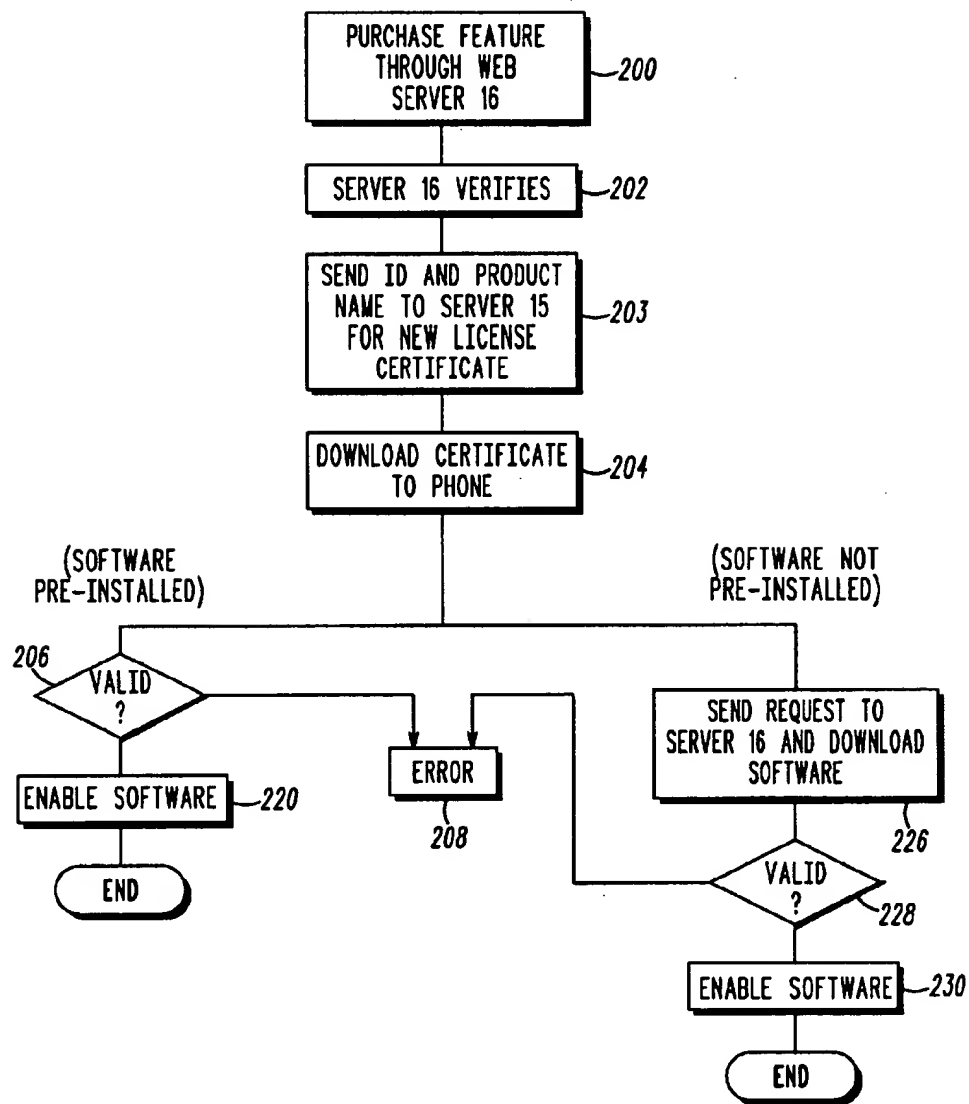 PURCHASE FEATURE
THROUGH WEB
SERVER 16
200
SERVER 16 VERIFIES
202
SEND ID AND PRODUCT
NAME TO SERVER 15
FOR NEW LICENSE
CERTIFICATE
203
DOWNLOAD CERTIFICATE
TO PHONE
204
(SOFTWARE
PRE-INSTALLED)
(SOFTWARE NOT
PRE-INSTALLED)
206
VALID
?
ERROR
208
SEND REQUEST TO
SERVER 16 AND DOWNLOAD
SOFTWARE
226
ENABLE SOFTWARE
220
END
VALID
?
228
ENABLE SOFTWARE
230
END